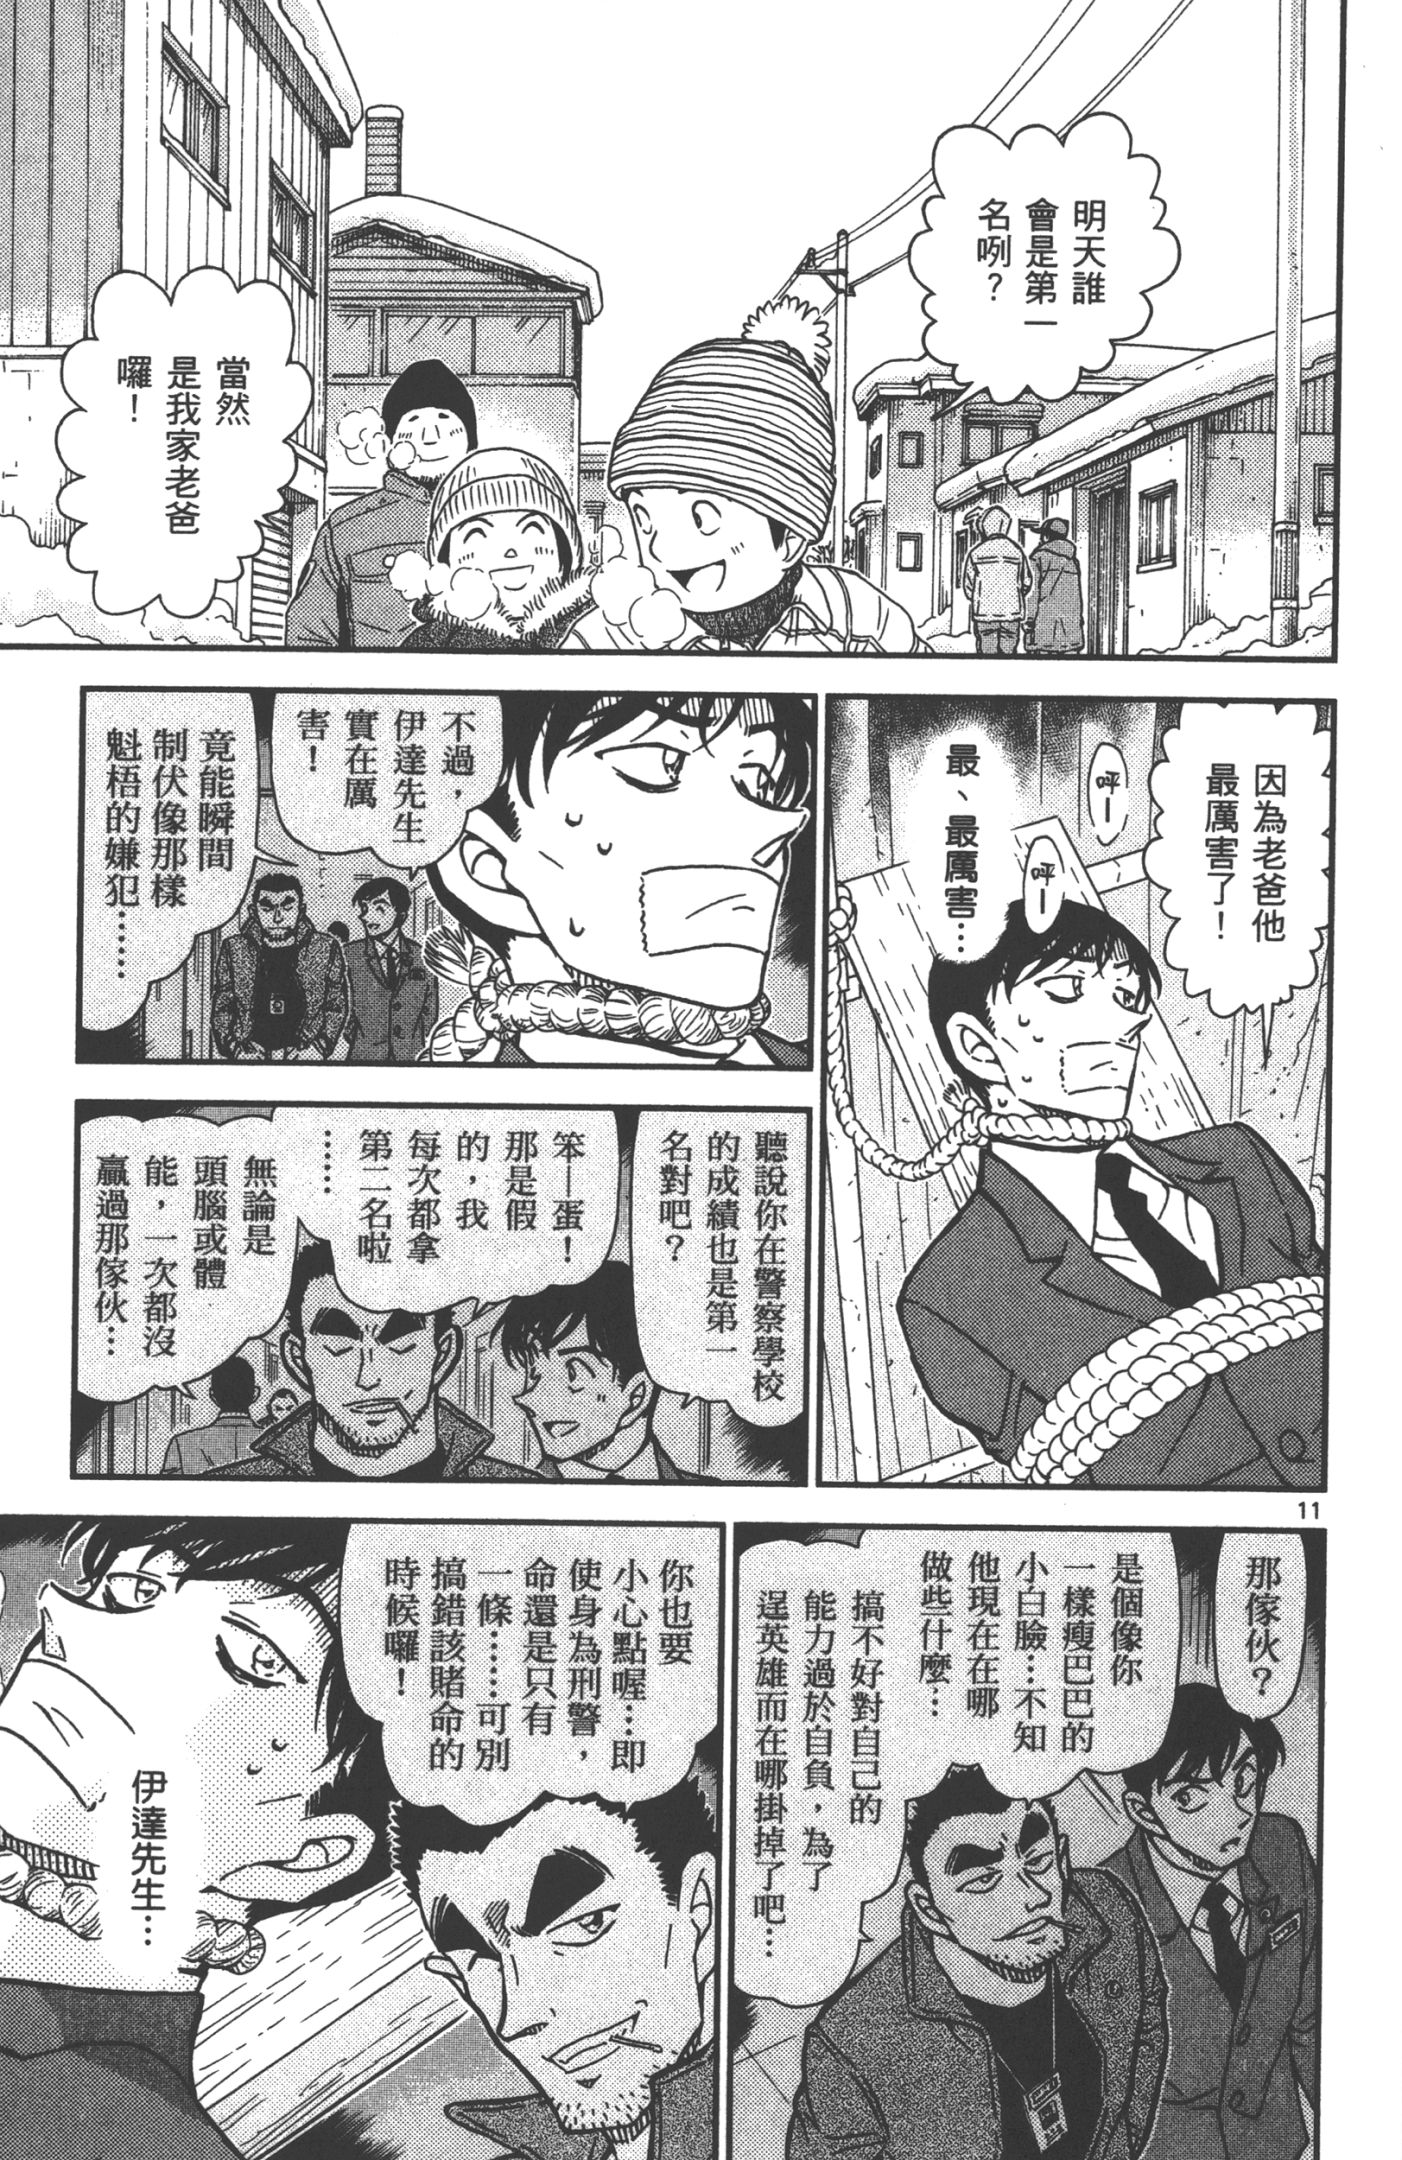 明天誰
會是第一
名咧？
當然
是我家老爸
囉！
因為老爸他
最厲害了！
呼—
呼—
最、最厲害…
不過，
伊達先生
實在厲
害！
竟能瞬間
制伏像那樣
魁梧的嫌犯……
聽說你在警察學校
的成績也是第一
名對吧？
笨—蛋！
那是假
的，我
每次都拿
第二名啦
……
無論是
頭腦或體
能，一次都沒
贏過那傢伙…
11
那傢伙？
是個像你
一樣瘦巴巴的
小白臉…不知
他現在在哪
做些什麼…
搞不好對自己的
能力過於自負，為了
逞英雄而在哪掛掉了吧…
你也要
小心點喔…即
使身為刑警，
命還是只有
一條……可別
搞錯該賭命的
時候囉！
伊達先生…